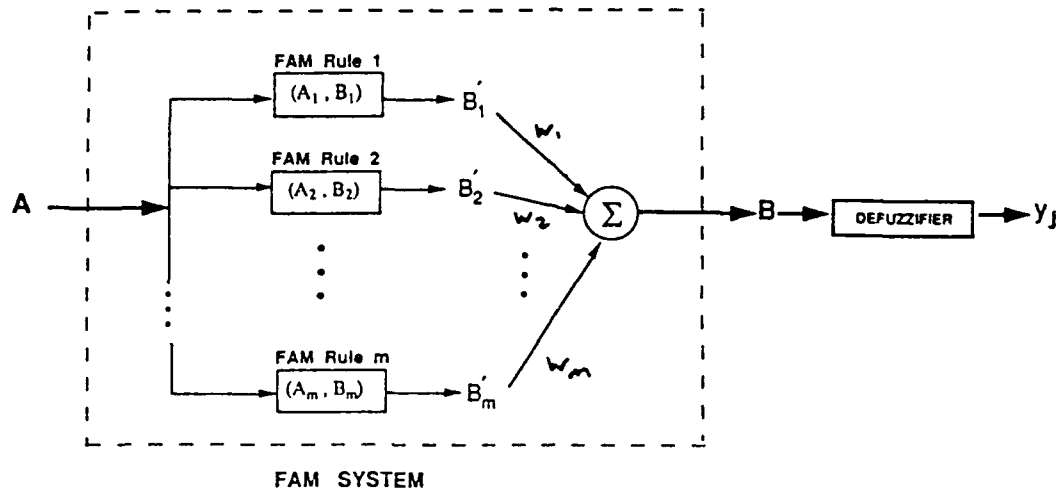 FAM Rule 1
(A₁ , B₁)
B₁′
w₁
FAM Rule 2
A
(A₂ , B₂)
B₂′
w₂
Σ
B
DEFUZZIFIER
yⱼ
FAM Rule m
(Aₘ , Bₘ)
Bₘ′
wₘ
FAM SYSTEM